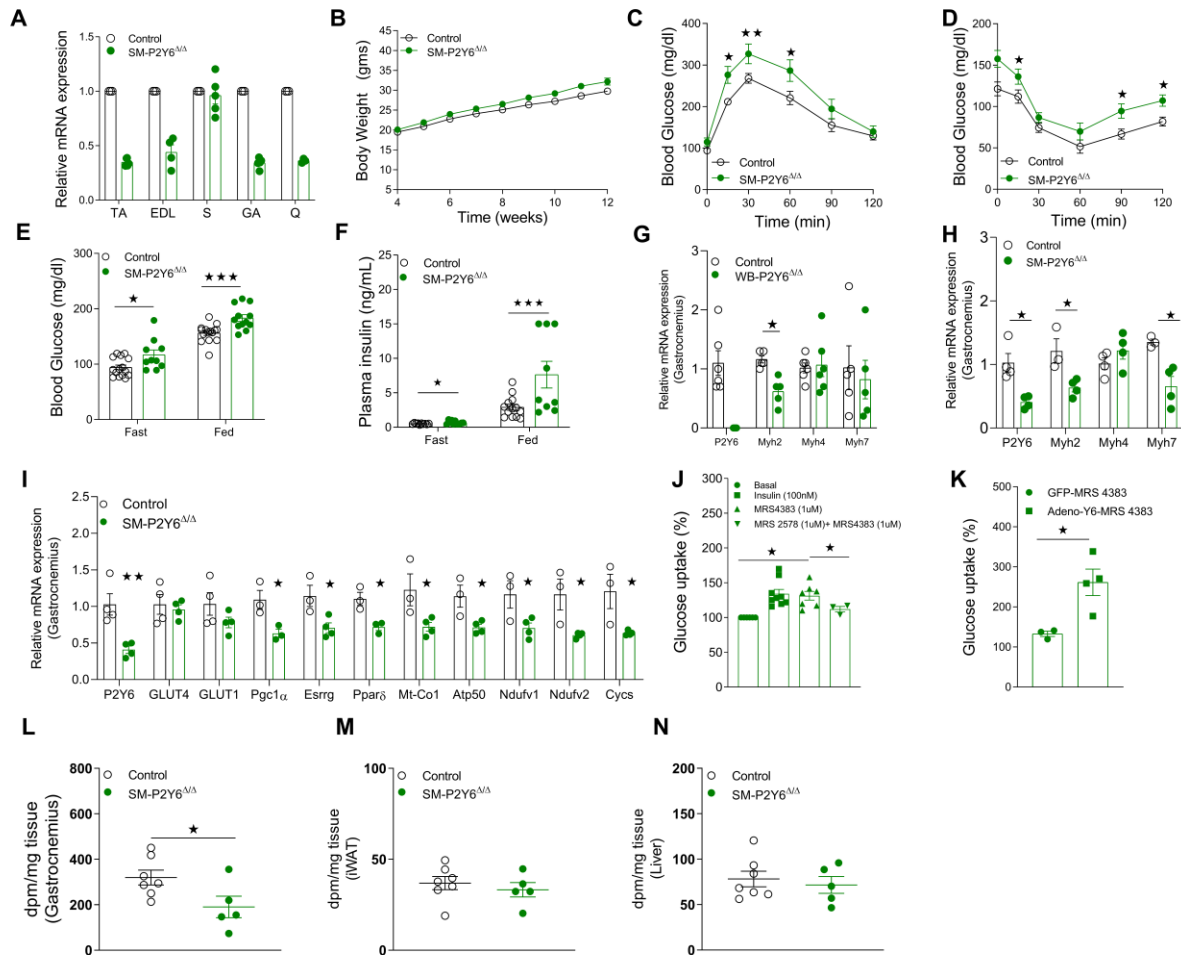 A
Control
SM-P2Y6Δ/Δ
Relative mRNA expression
1.5
1.0
0.5
0.0
TA EDL S GA Q
B
Control
SM-P2Y6Δ/Δ
Body Weight (gms)
45
40
35
30
25
20
15
10
5
0
4 6 8 10 12
Time (weeks)
C
★ ★★ ★
Blood Glucose (mg/dl)
400
300
200
100
0
Control
SM-P2Y6Δ/Δ
0 30 60 90 120
Time (min)
D
★ ★ ★
Blood Glucose (mg/dl)
200
150
100
50
0
Control
SM-P2Y6Δ/Δ
0 30 60 90 120
Time (min)
E
Control
SM-P2Y6Δ/Δ
★ ★★★
Blood Glucose (mg/dl)
300
200
100
0
Fast Fed
F
Control
SM-P2Y6Δ/Δ
★ ★★★
Plasma insulin (ng/mL)
25
20
15
10
5
0
Fast Fed
G
Control
WB-P2Y6Δ/Δ
★
Relative mRNA expression
(Gastrocnemius)
3
2
1
0
P2Y6 Myh2 Myh4 Myh7
H
Control
SM-P2Y6Δ/Δ
★ ★ ★
Relative mRNA expression
(Gastrocnemius)
3
2
1
0
P2Y6 Myh2 Myh4 Myh7
I
Control
SM-P2Y6Δ/Δ
★★ ★ ★ ★ ★ ★ ★ ★ ★
Relative mRNA expression
(Gastrocnemius)
2.5
2.0
1.5
1.0
0.5
0.0
P2Y6 GLUT4 GLUT1 Pgc1α Esrrg Pparδ Mt-Co1 Atp50 Ndufv1 Ndufv2 Cycs
J
Basal
Insulin (100nM)
MRS4383 (1uM)
MRS 2578 (1uM)+ MRS4383 (1uM)
★ ★
Glucose uptake (%)
300
250
200
150
100
50
0
K
GFP-MRS 4383
Adeno-Y6-MRS 4383
★
Glucose uptake (%)
500
400
300
200
100
0
L
Control
SM-P2Y6Δ/Δ
★
dpm/mg tissue
(Gastrocnemius)
800
600
400
200
0
M
Control
SM-P2Y6Δ/Δ
dpm/mg tissue
(iWAT)
100
50
0
N
Control
SM-P2Y6Δ/Δ
dpm/mg tissue
(Liver)
200
150
100
50
0